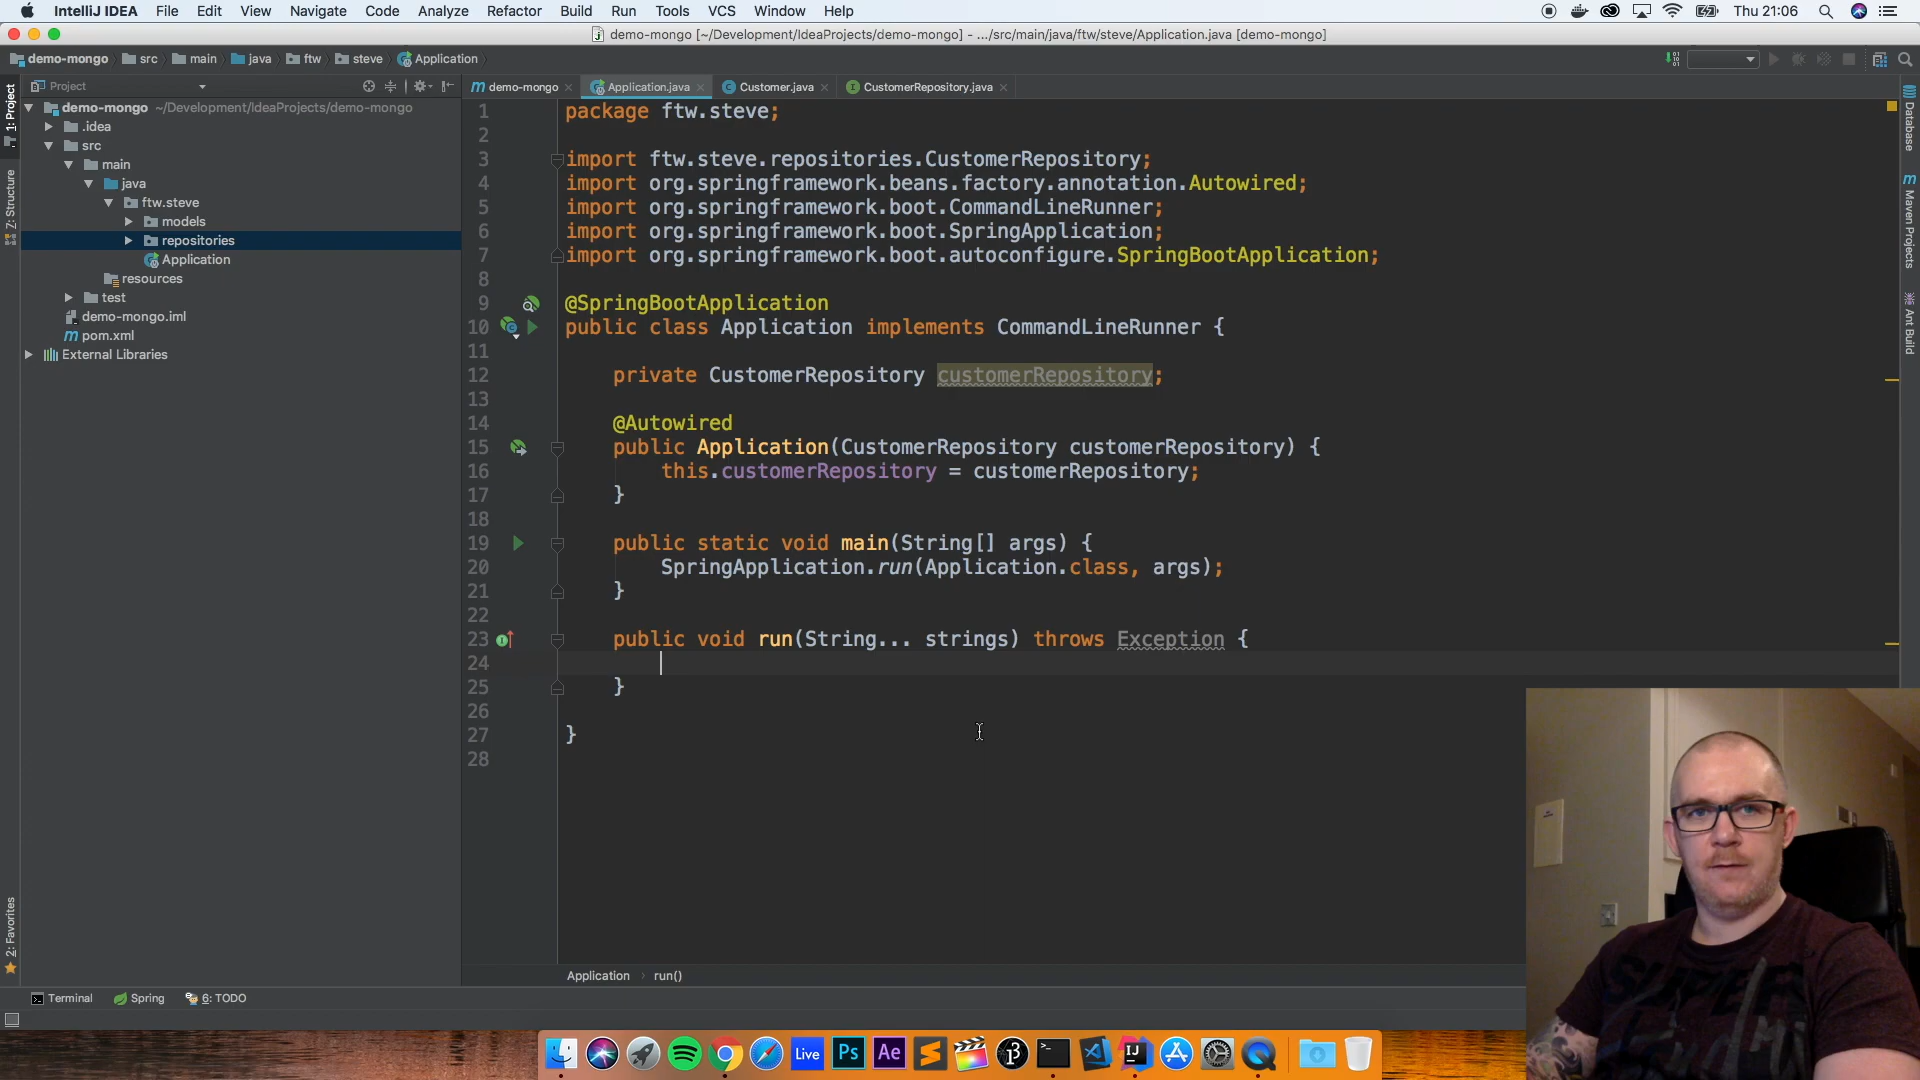 IntelliJ IDEA File Edit View Navigate Code Analyze Refactor Build Run Tools VCS Window Help Thu 21:06
demo-mongo [~/Development/IdeaProjects/demo-mongo] - .../src/main/java/ftw/steve/Application.java [demo-mongo]
demo-mongo src main java ftw steve Application
Project
demo-mongo Application.java Customer.java CustomerRepository.java
demo-mongo ~/Development/IdeaProjects/demo-mongo
.idea
src
main
java
ftw.steve
models
repositories
Application
resources
test
demo-mongo.iml
pom.xml
External Libraries
1: Project
7: Structure
2: Favorites
1 package ftw.steve;
2
3 import ftw.steve.repositories.CustomerRepository;
4 import org.springframework.beans.factory.annotation.Autowired;
5 import org.springframework.boot.CommandLineRunner;
6 import org.springframework.boot.SpringApplication;
7 import org.springframework.boot.autoconfigure.SpringBootApplication;
8
9 @SpringBootApplication
10 public class Application implements CommandLineRunner {
11
12 private CustomerRepository customerRepository;
13
14 @Autowired
15 public Application(CustomerRepository customerRepository) {
16 this.customerRepository = customerRepository;
17 }
18
19 public static void main(String[] args) {
20 SpringApplication.run(Application.class, args);
21 }
22
23 public void run(String... strings) throws Exception {
24
25 }
26
27 }
28
Database
Maven Projects
Ant Build
Application run()
Terminal Spring 6: TODO
Live Ps Ae IJ